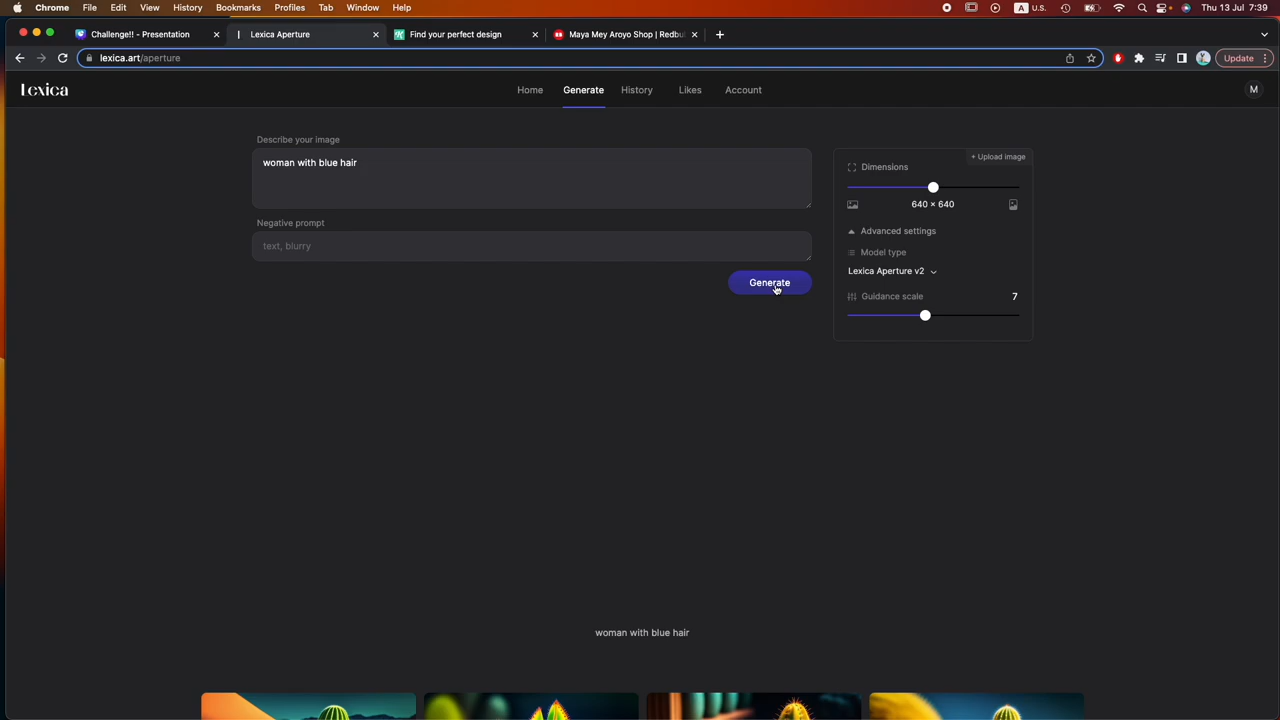 Chrome File Edit View History Bookmarks Profiles Tab Window Help A U.S. Thu 13 Jul 7:39
Challenge!! - Presentation Lexica Aperture Find your perfect design Maya Mey Aroyo Shop | Redbut
lexica.art/aperture Update
Lexica Home Generate History Likes Account M
Describe your image
woman with blue hair
+ Upload image
Dimensions
640 × 640
Negative prompt
text, blurry
Advanced settings
Model type
Lexica Aperture v2
Generate
Guidance scale 7
woman with blue hair